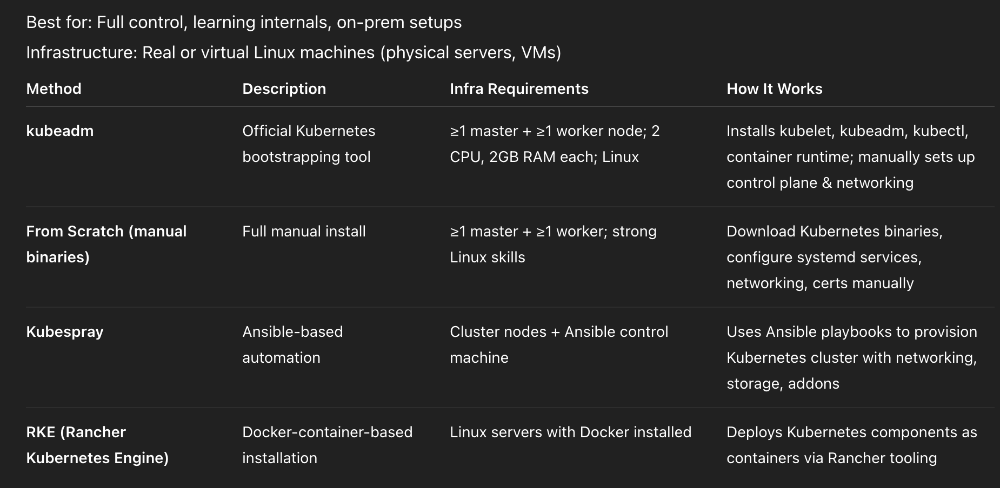 Best for: Full control, learning internals, on-prem setups
Infrastructure: Real or virtual Linux machines (physical servers, VMs)
Method Description Infra Requirements How It Works
kubeadm Official Kubernetes ≥1 master + ≥1 worker node; 2 Installs kubelet, kubeadm, kubectl,
bootstrapping tool CPU, 2GB RAM each; Linux container runtime; manually sets up
control plane & networking
From Scratch (manual Full manual install ≥1 master + ≥1 worker; strong Download Kubernetes binaries,
binaries) Linux skills configure systemd services,
networking, certs manually
Kubespray Ansible-based Cluster nodes + Ansible control Uses Ansible playbooks to provision
automation machine Kubernetes cluster with networking,
storage, addons
RKE (Rancher Docker-container-based Linux servers with Docker installed Deploys Kubernetes components as
Kubernetes Engine) installation containers via Rancher tooling